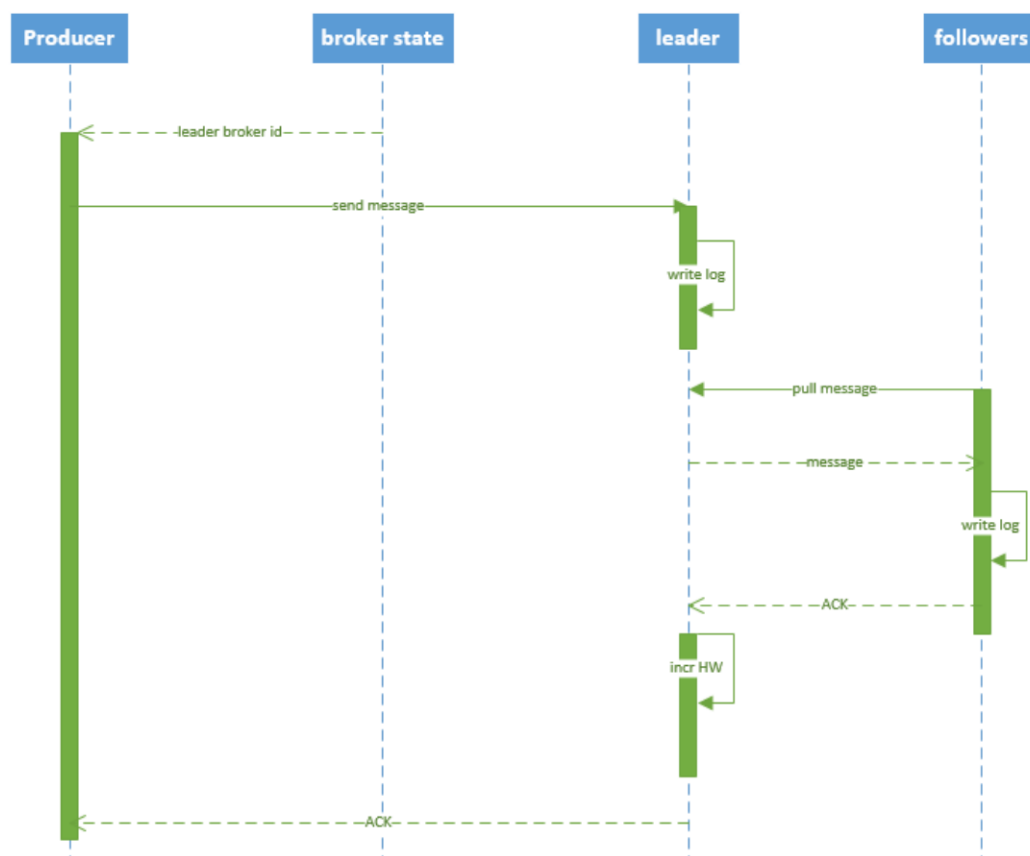 Producer
broker state
leader
followers
leader broker id
send message
write log
pull message
message
write log
ACK
incr HW
ACK